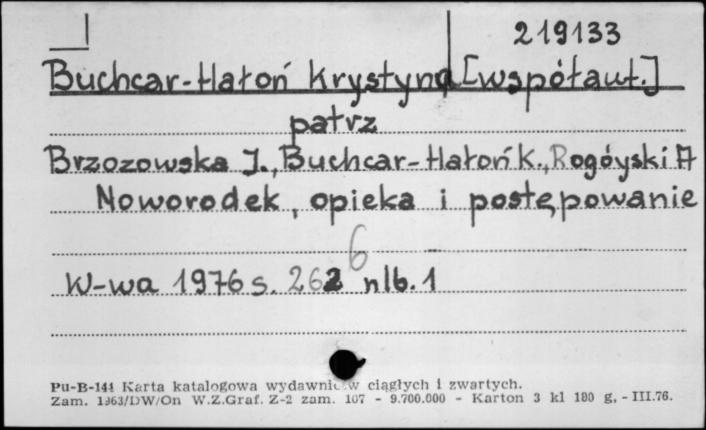 219133
Buchcar-Hałoń Krystyna [współaut.]
patrz
Brzozowska J., Buchcar-Hałoń K., Rogóyski A
Noworodek, opieka i postępowanie
6
W-wa 1976 s. 262 nlb. 1
Pu-B-144 Karta katalogowa wydawnictw ciągłych i zwartych.
Zam. 1363/DW/On W.Z.Graf. Z-2 zam. 107 - 9.700.000 - Karton 3 kl 180 g. - III.76.